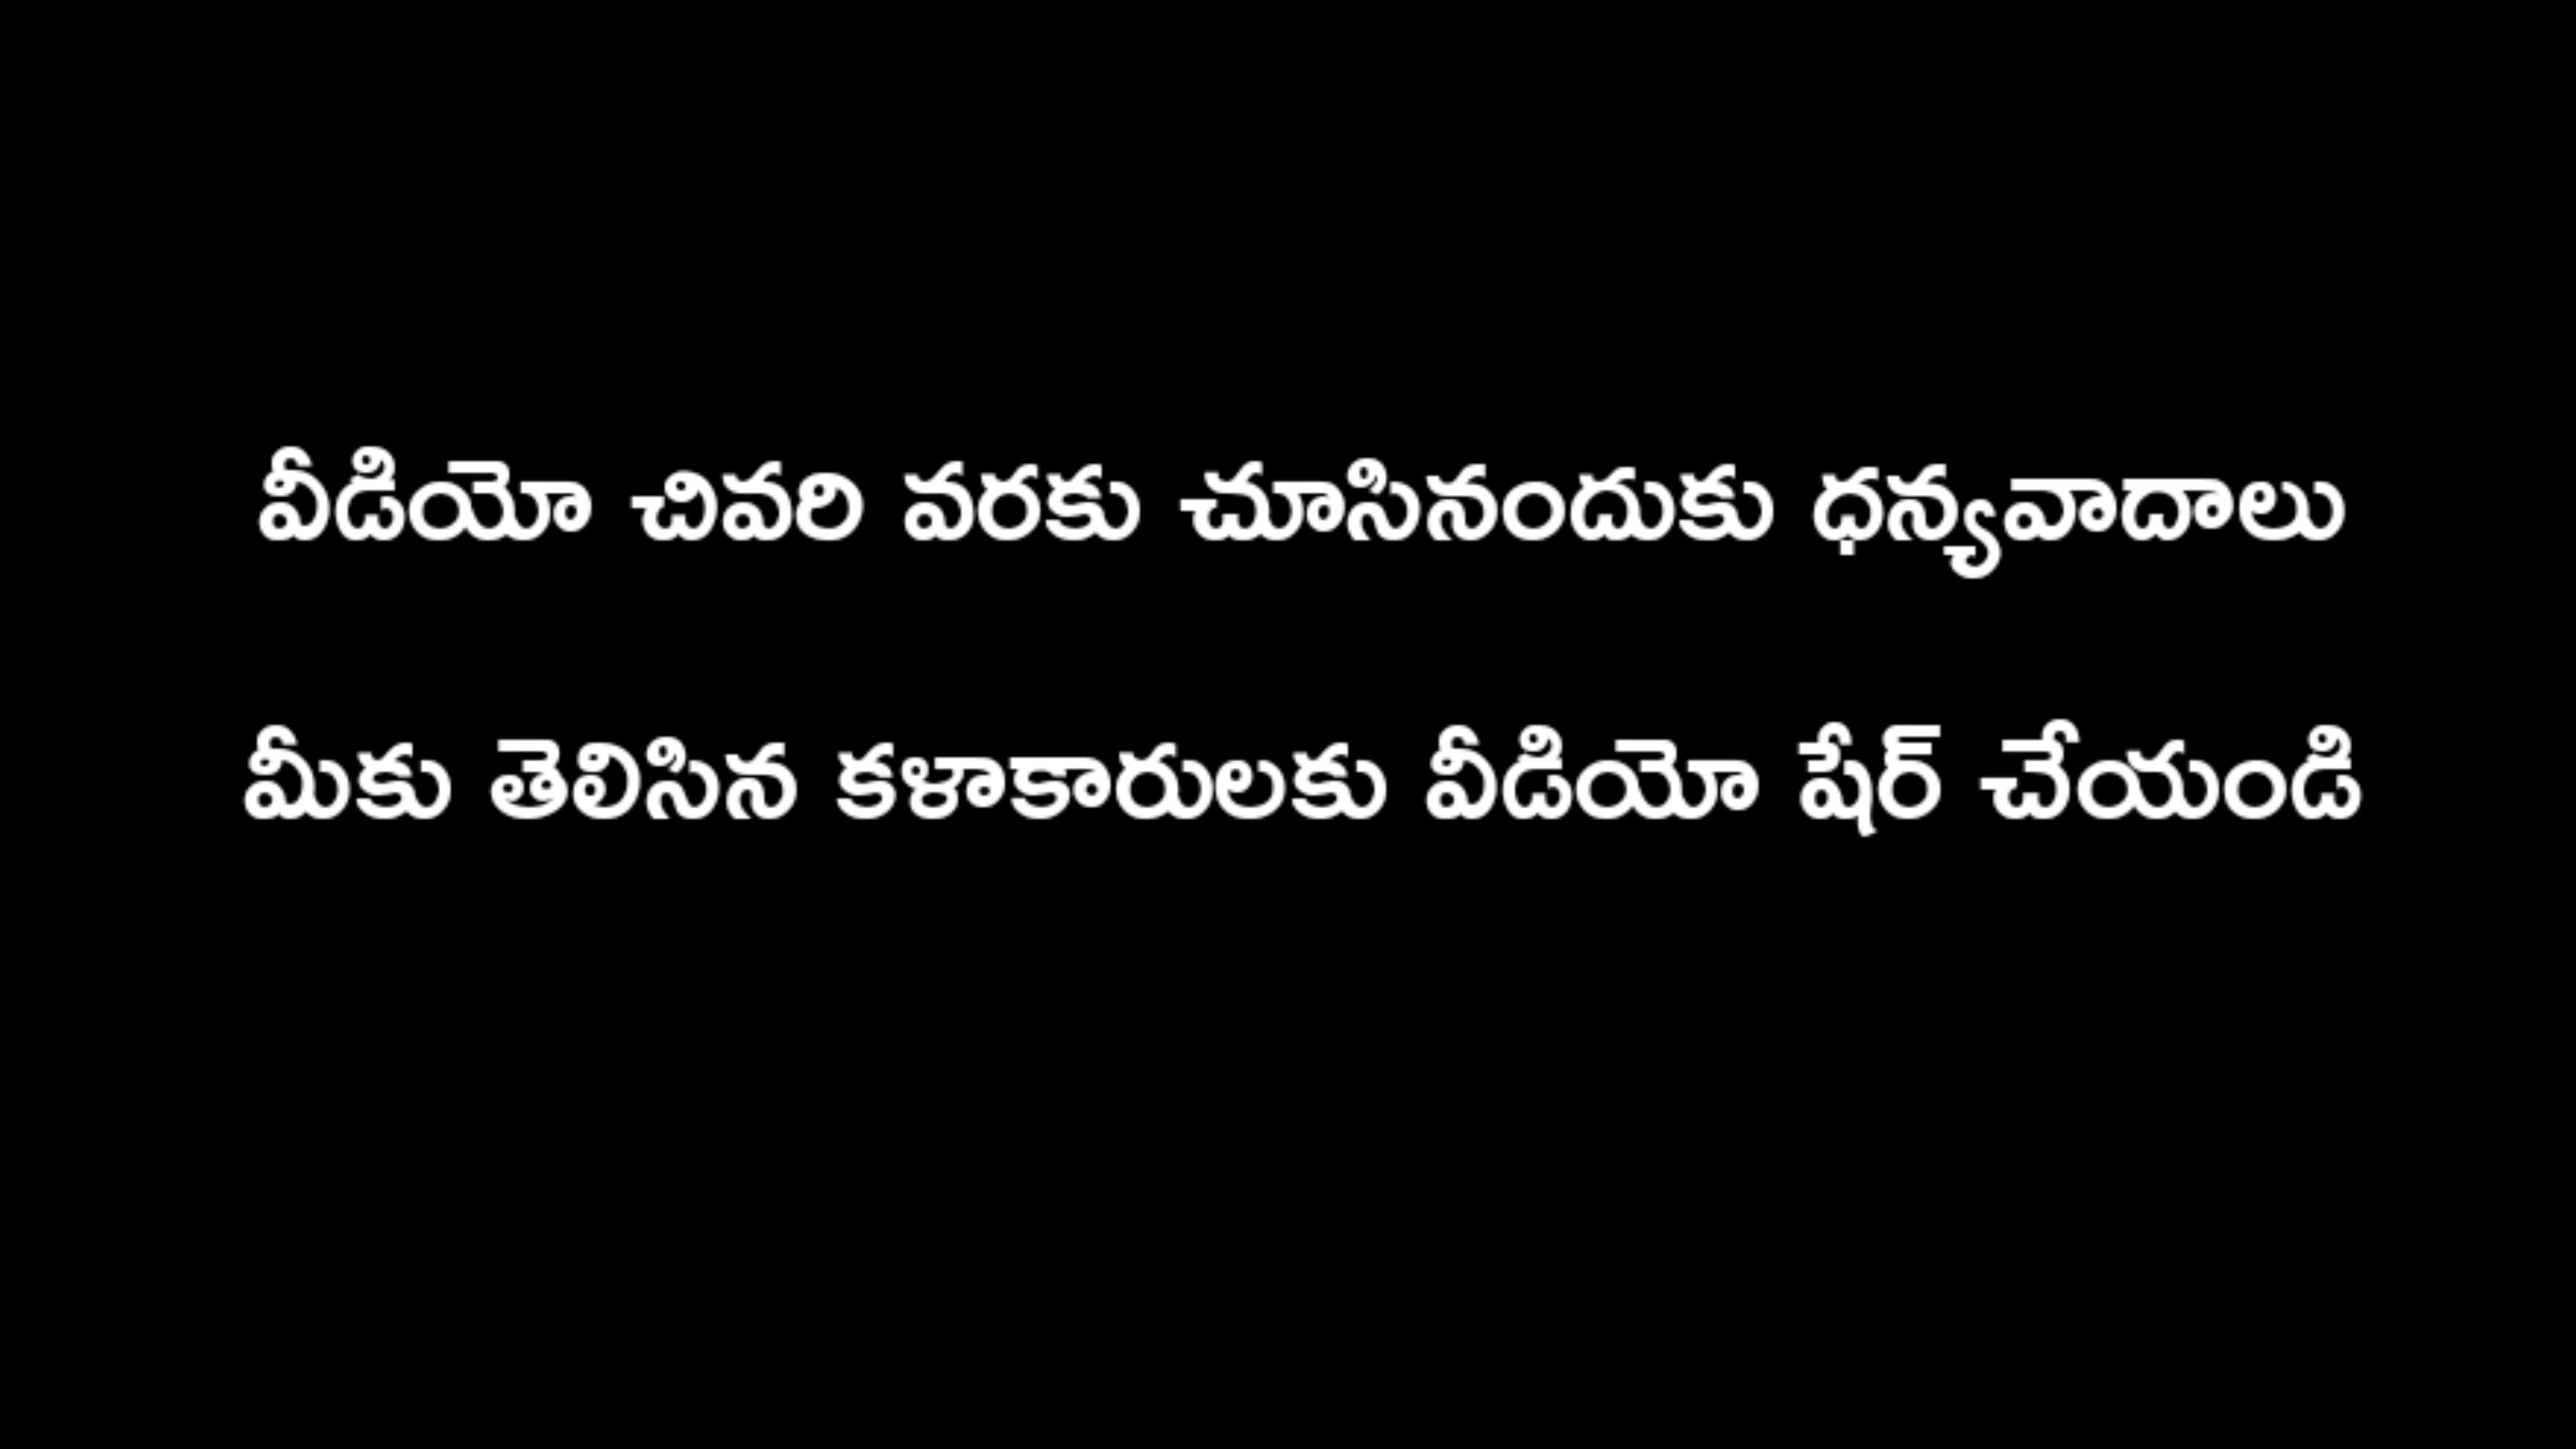 వీడియో చివరి వరకు చూసినందుకు ధన్యవాదాలు
మీకు తెలిసిన కళాకారులకు వీడియో షేర్ చేయండి